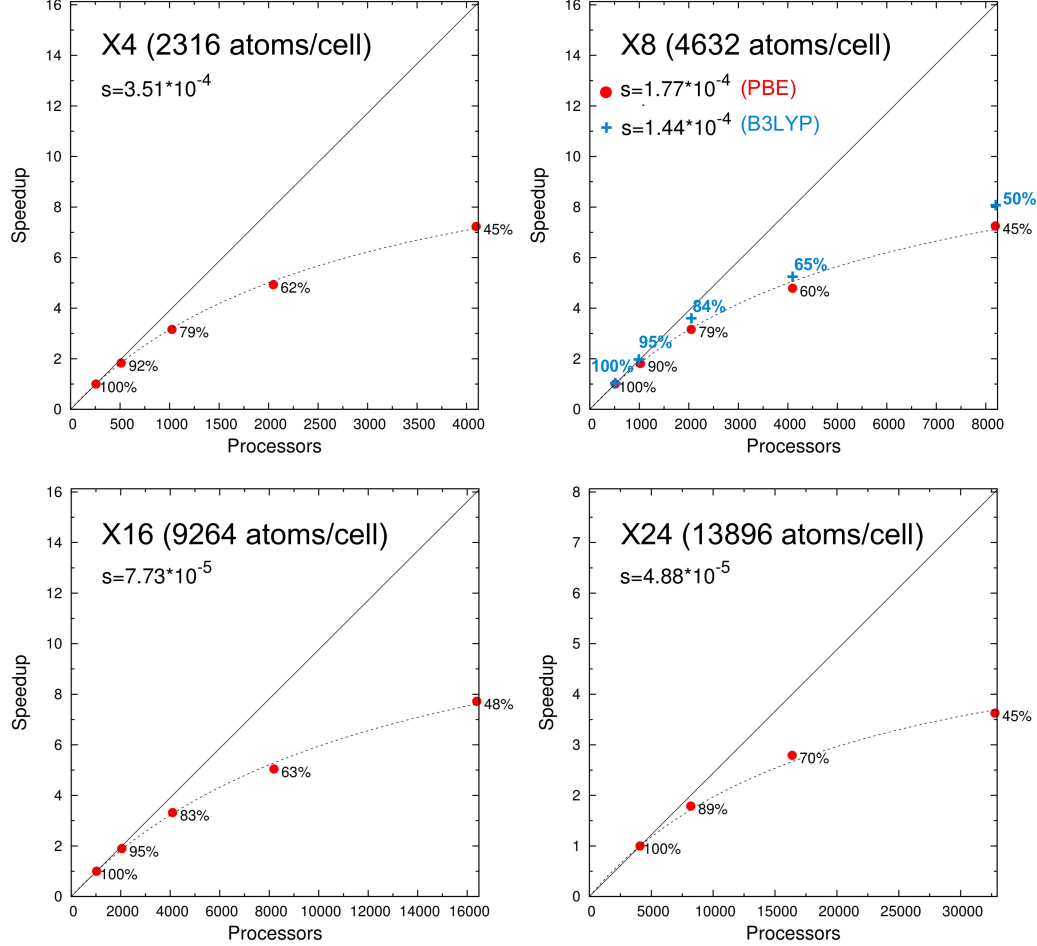 X4 (2316 atoms/cell)
s=3.51*10-4
Speedup
16
14
12
10
8
6
4
2
0
45%
62%
79%
92%
100%
0 500 1000 1500 2000 2500 3000 3500 4000
Processors
X8 (4632 atoms/cell)
s=1.77*10-4 (PBE)
s=1.44*10-4 (B3LYP)
Speedup
16
14
12
10
8
6
4
2
0
50%
45%
65%
60%
84%
79%
95%
90%
100%
100%
0 1000 2000 3000 4000 5000 6000 7000 8000
Processors
X16 (9264 atoms/cell)
s=7.73*10-5
Speedup
16
14
12
10
8
6
4
2
0
48%
63%
83%
95%
100%
0 2000 4000 6000 8000 10000 12000 14000 16000
Processors
X24 (13896 atoms/cell)
s=4.88*10-5
Speedup
8
7
6
5
4
3
2
1
0
45%
70%
89%
100%
0 5000 10000 15000 20000 25000 30000
Processors